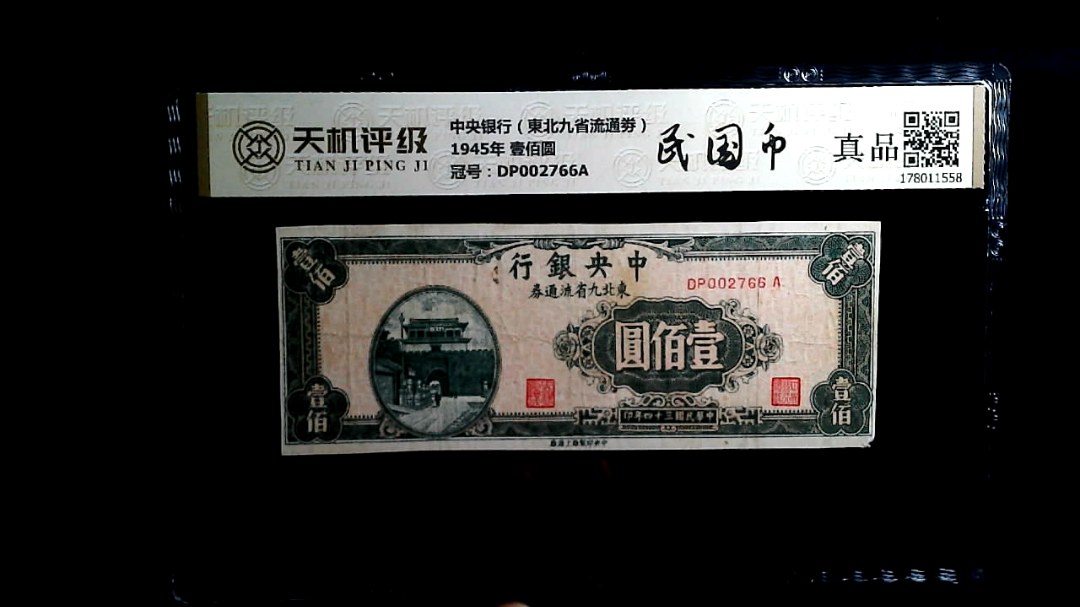 天机评级
TIAN JI PING JI
中央银行（東北九省流通劵）
1945年 壹佰圆
冠号：DP002766A
民国币
真品
178011558
壹佰
壹佰
中央銀行
東北九省流通券
DP002766 A
壹佰圓
壹佰
壹佰
中華民國三十四年印